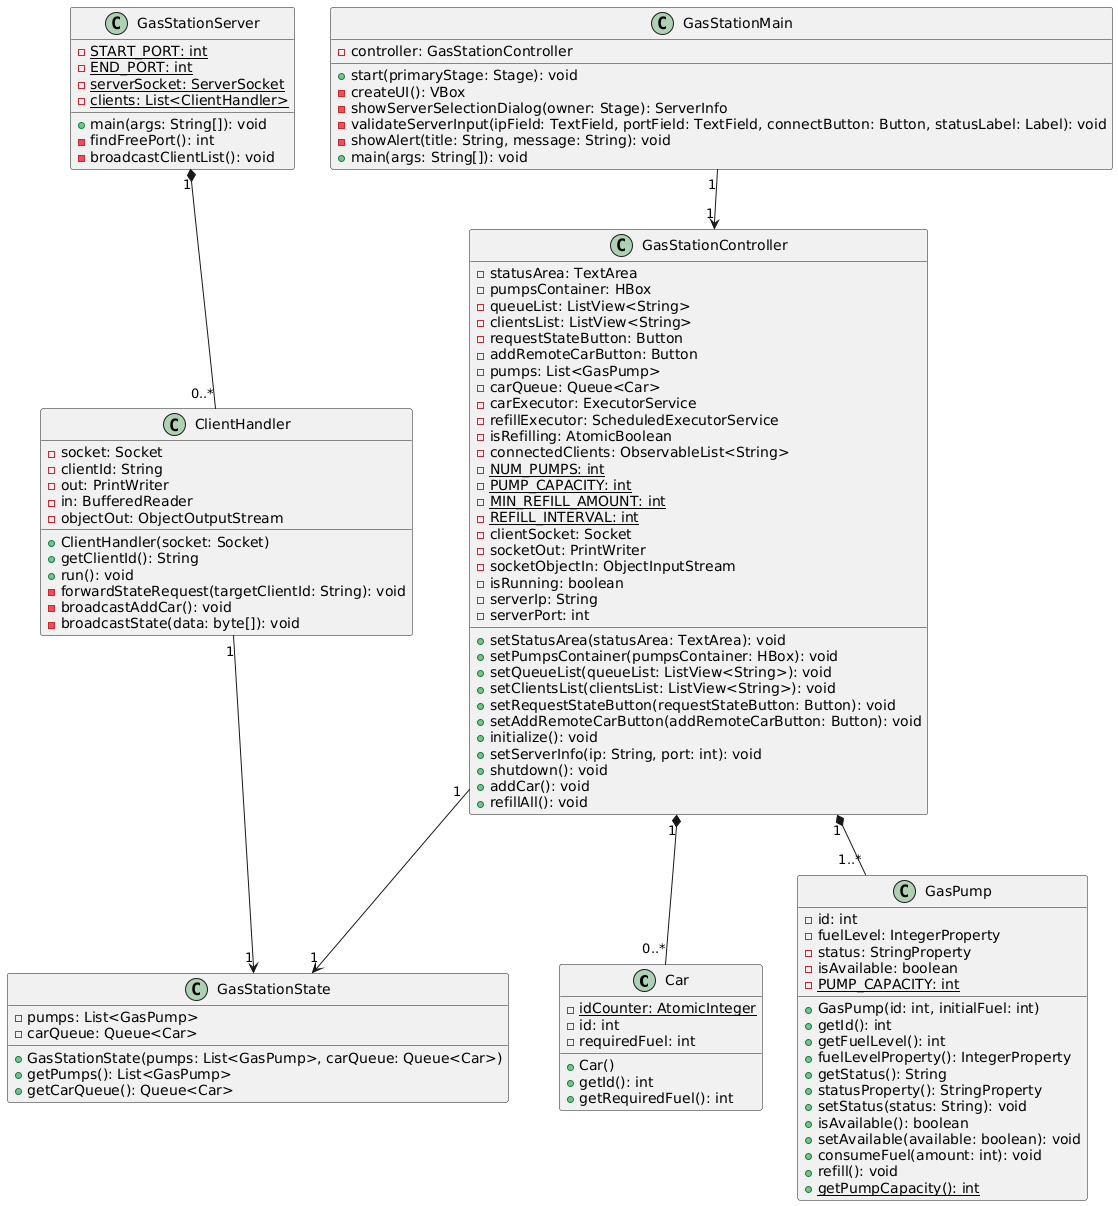 GasStationServer
START_PORT: int
END_PORT: int
serverSocket: ServerSocket
clients: List<ClientHandler>
main(args: String[]): void
findFreePort(): int
broadcastClientList(): void
GasStationMain
controller: GasStationController
start(primaryStage: Stage): void
createUI(): VBox
showServerSelectionDialog(owner: Stage): ServerInfo
validateServerInput(ipField: TextField, portField: TextField, connectButton: Button, statusLabel: Label): void
showAlert(title: String, message: String): void
main(args: String[]): void
1
0..*
1
1
GasStationController
statusArea: TextArea
pumpsContainer: HBox
queueList: ListView<String>
clientsList: ListView<String>
requestStateButton: Button
addRemoteCarButton: Button
pumps: List<GasPump>
carQueue: Queue<Car>
carExecutor: ExecutorService
refillExecutor: ScheduledExecutorService
isRefilling: AtomicBoolean
connectedClients: ObservableList<String>
NUM_PUMPS: int
PUMP_CAPACITY: int
MIN_REFILL_AMOUNT: int
REFILL_INTERVAL: int
clientSocket: Socket
socketOut: PrintWriter
socketObjectIn: ObjectInputStream
isRunning: boolean
serverIp: String
serverPort: int
setStatusArea(statusArea: TextArea): void
setPumpsContainer(pumpsContainer: HBox): void
setQueueList(queueList: ListView<String>): void
setClientsList(clientsList: ListView<String>): void
setRequestStateButton(requestStateButton: Button): void
setAddRemoteCarButton(addRemoteCarButton: Button): void
initialize(): void
setServerInfo(ip: String, port: int): void
shutdown(): void
addCar(): void
refillAll(): void
ClientHandler
socket: Socket
clientId: String
out: PrintWriter
in: BufferedReader
objectOut: ObjectOutputStream
ClientHandler(socket: Socket)
getClientId(): String
run(): void
forwardStateRequest(targetClientId: String): void
broadcastAddCar(): void
broadcastState(data: byte[]): void
1
1
1
1
1
0..*
1
1..*
GasStationState
pumps: List<GasPump>
carQueue: Queue<Car>
GasStationState(pumps: List<GasPump>, carQueue: Queue<Car>)
getPumps(): List<GasPump>
getCarQueue(): Queue<Car>
Car
idCounter: AtomicInteger
id: int
requiredFuel: int
Car()
getId(): int
getRequiredFuel(): int
GasPump
id: int
fuelLevel: IntegerProperty
status: StringProperty
isAvailable: boolean
PUMP_CAPACITY: int
GasPump(id: int, initialFuel: int)
getId(): int
getFuelLevel(): int
fuelLevelProperty(): IntegerProperty
getStatus(): String
statusProperty(): StringProperty
setStatus(status: String): void
isAvailable(): boolean
setAvailable(available: boolean): void
consumeFuel(amount: int): void
refill(): void
getPumpCapacity(): int